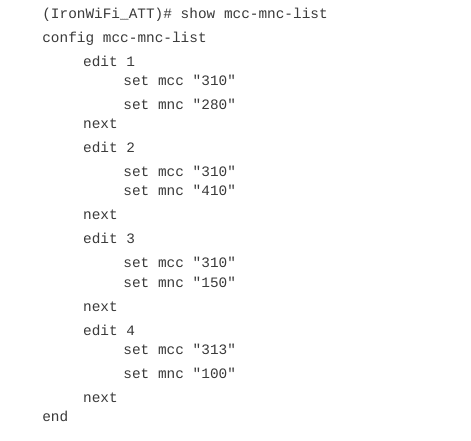 (IronWiFi_ATT)# show mcc-mnc-list
config mcc-mnc-list
edit 1
set mcc "310"
set mnc "280"
next
edit 2
set mcc "310"
set mnc "410"
next
edit 3
set mcc "310"
set mnc "150"
next
edit 4
set mcc "313"
set mnc "100"
next
end